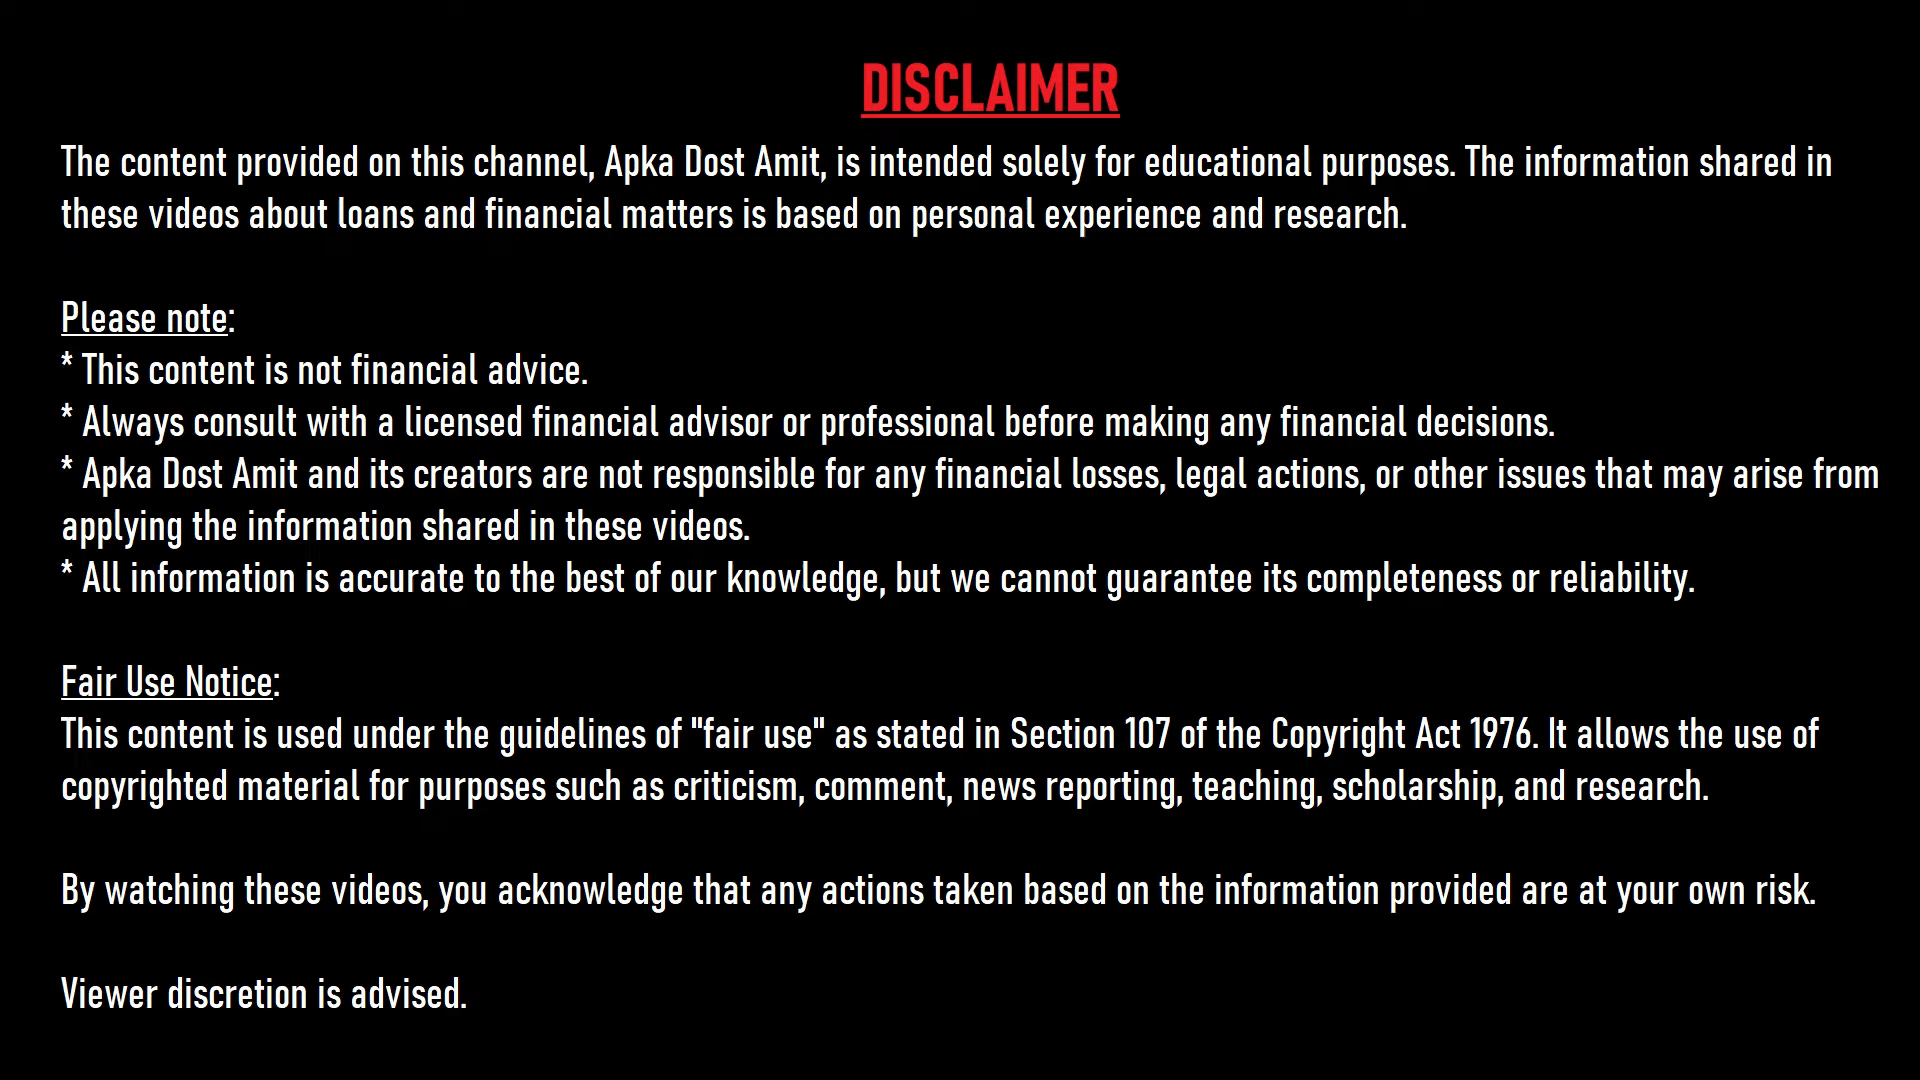 DISCLAIMER
The content provided on this channel, Apka Dost Amit, is intended solely for educational purposes. The information shared in
these videos about loans and financial matters is based on personal experience and research.
Please note:
* This content is not financial advice.
* Always consult with a licensed financial advisor or professional before making any financial decisions.
* Apka Dost Amit and its creators are not responsible for any financial losses, legal actions, or other issues that may arise from
applying the information shared in these videos.
* All information is accurate to the best of our knowledge, but we cannot guarantee its completeness or reliability.
Fair Use Notice:
This content is used under the guidelines of "fair use" as stated in Section 107 of the Copyright Act 1976. It allows the use of
copyrighted material for purposes such as criticism, comment, news reporting, teaching, scholarship, and research.
By watching these videos, you acknowledge that any actions taken based on the information provided are at your own risk.
Viewer discretion is advised.